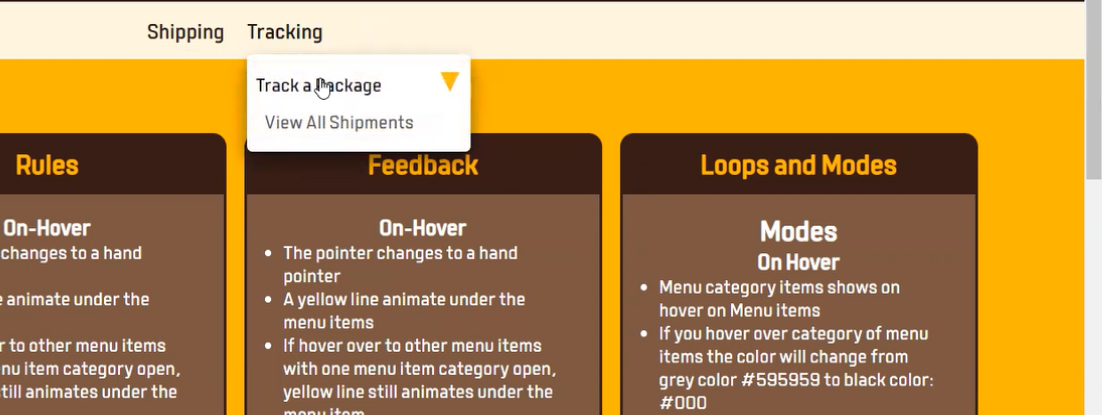 Shipping Tracking
Track a Package
View All Shipments
Rules
On-Hover
changes to a hand
animate under the
to other menu items
item category open,
still animates under the
Feedback
On-Hover
The pointer changes to a hand
pointer
A yellow line animate under the
menu items
If hover over to other menu items
with one menu item category open,
yellow line still animates under the
menu item
Loops and Modes
Modes
On Hover
Menu category items shows on
hover on Menu items
If you hover over category of menu
items the color will change from
grey color #595959 to black color:
#000